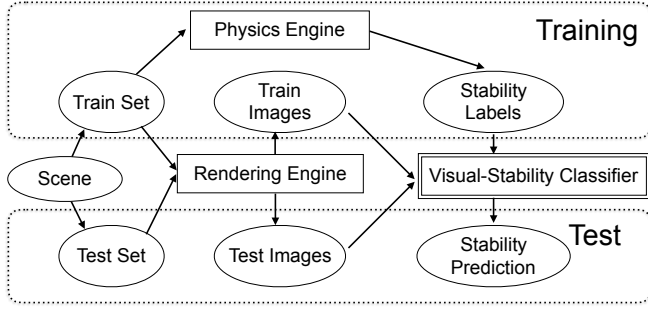 Physics Engine
Training
Train Set
Train
Images
Stability
Labels
Scene
Rendering Engine
Visual-Stability Classifier
Test Set
Test Images
Stability
Prediction
Test